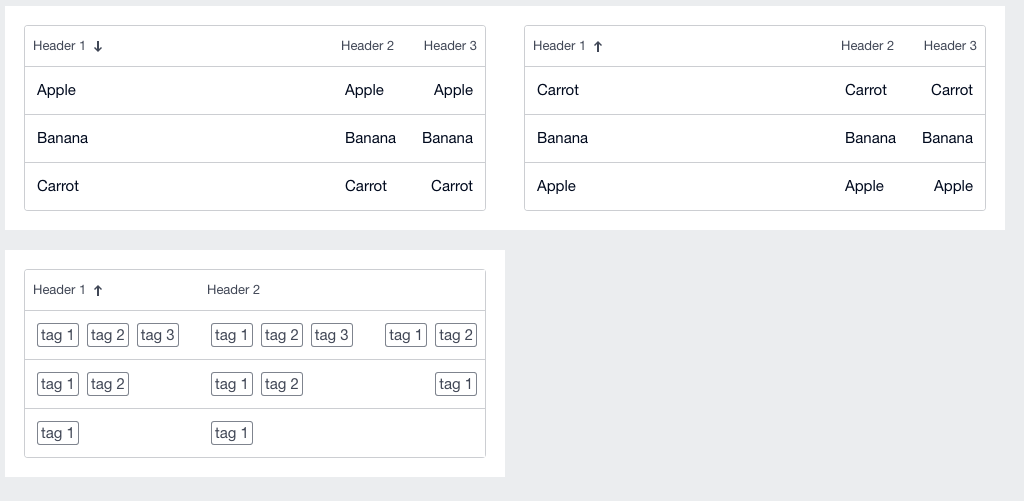 Header 1 ↓ Header 2 Header 3
Apple Apple Apple
Banana Banana Banana
Carrot Carrot Carrot
Header 1 ↑ Header 2 Header 3
Carrot Carrot Carrot
Banana Banana Banana
Apple Apple Apple
Header 1 ↑ Header 2
tag 1 tag 2 tag 3 tag 1 tag 2 tag 3 tag 1 tag 2
tag 1 tag 2 tag 1 tag 2 tag 1
tag 1 tag 1